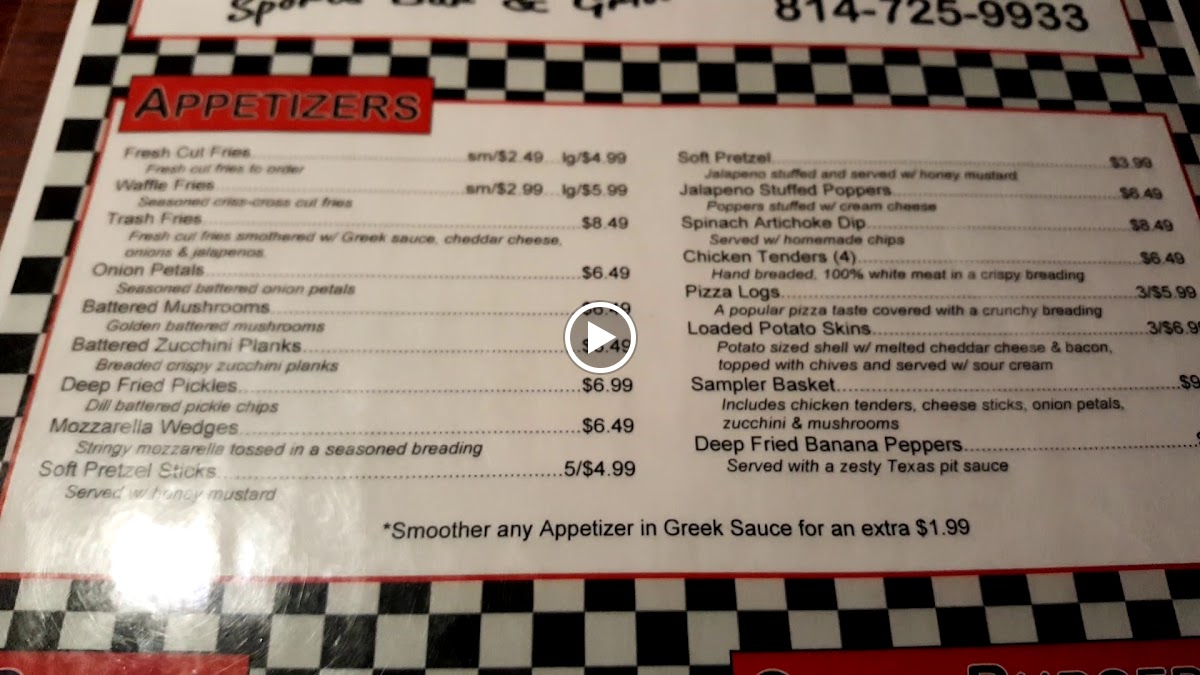 Sports Bar & Grill
814-725-9933
APPETIZERS
Fresh Cut Fries sm/$2.49 lg/$4.99
Fresh cut fries to order
Waffle Fries sm/$2.99 lg/$5.99
Seasoned criss-cross cut fries
Trash Fries $8.49
Fresh cut fries smothered w/ Greek sauce, cheddar cheese,
onions & jalapenos.
Onion Petals $6.49
Seasoned battered onion petals
Battered Mushrooms
Golden battered mushrooms
Battered Zucchini Planks
Breaded crispy zucchini planks
Deep Fried Pickles $6.99
Dill battered pickle chips
Mozzarella Wedges $6.49
Stringy mozzarella tossed in a seasoned breading
Soft Pretzel Sticks 5/$4.99
Served w/ honey mustard
Soft Pretzel $3.99
Jalapeno stuffed and served w/ honey mustard
Jalapeno Stuffed Poppers $6.49
Poppers stuffed w/ cream cheese
Spinach Artichoke Dip $8.49
Served w/ homemade chips
Chicken Tenders (4) $6.49
Hand breaded, 100% white meat in a crispy breading
Pizza Logs 3/$5.99
A popular pizza taste covered with a crunchy breading
Loaded Potato Skins 3/$6.9
Potato sized shell w/ melted cheddar cheese & bacon,
topped with chives and served w/ sour cream
Sampler Basket $9
Includes chicken tenders, cheese sticks, onion petals,
zucchini & mushrooms
Deep Fried Banana Peppers
Served with a zesty Texas pit sauce
*Smoother any Appetizer in Greek Sauce for an extra $1.99